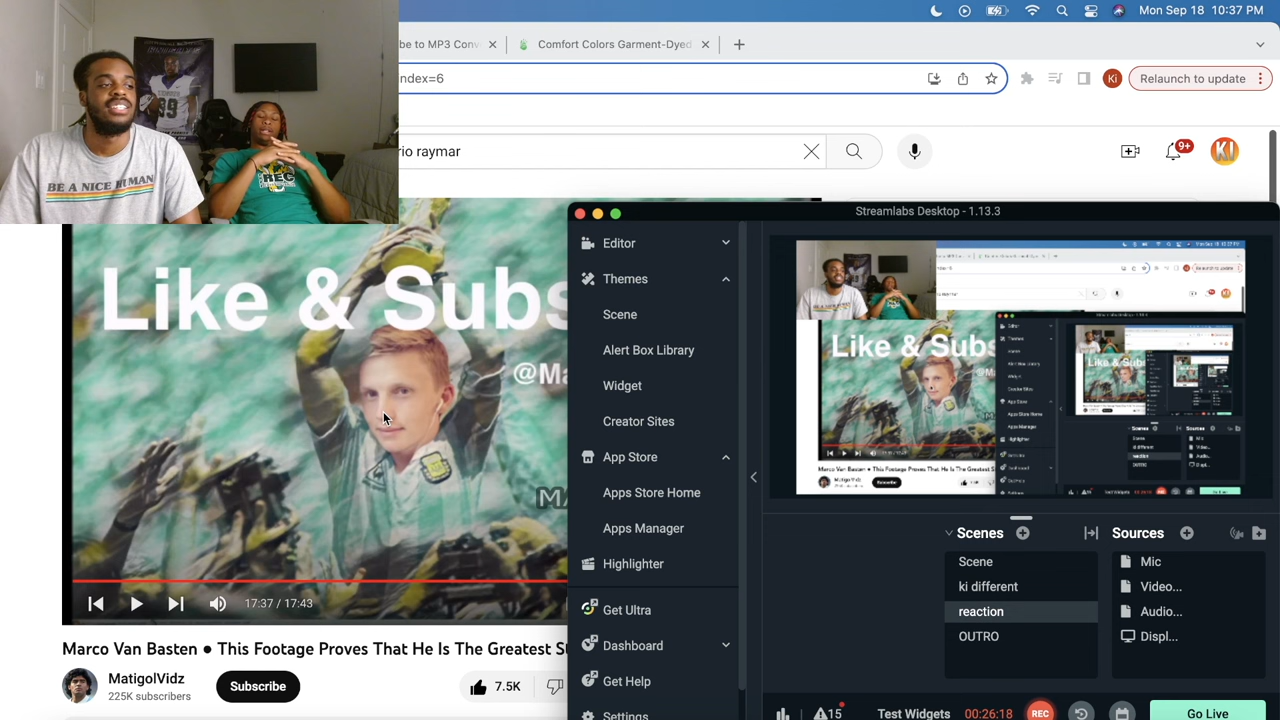 Mon Sep 18 10:37 PM
be to MP3 Conv
Comfort Colors Garment-Dyed
index=6
Ki
Relaunch to update
rio raymar
9+
KI
BE A NICE HUMAN
REC
Streamlabs Desktop - 1.13.3
Editor
Themes
Scene
Alert Box Library
Widget
Creator Sites
App Store
Apps Store Home
Apps Manager
Highlighter
Get Ultra
Dashboard
Get Help
Settings
Like & Subs
@Ma
17:37 / 17:43
Marco Van Basten ● This Footage Proves That He Is The Greatest S
MatigolVidz
225K subscribers
Subscribe
7.5K
Scenes
Scene
ki different
reaction
OUTRO
Sources
Mic
Video...
Audio...
Displ...
15
Test Widgets
00:26:18
REC
Go Live